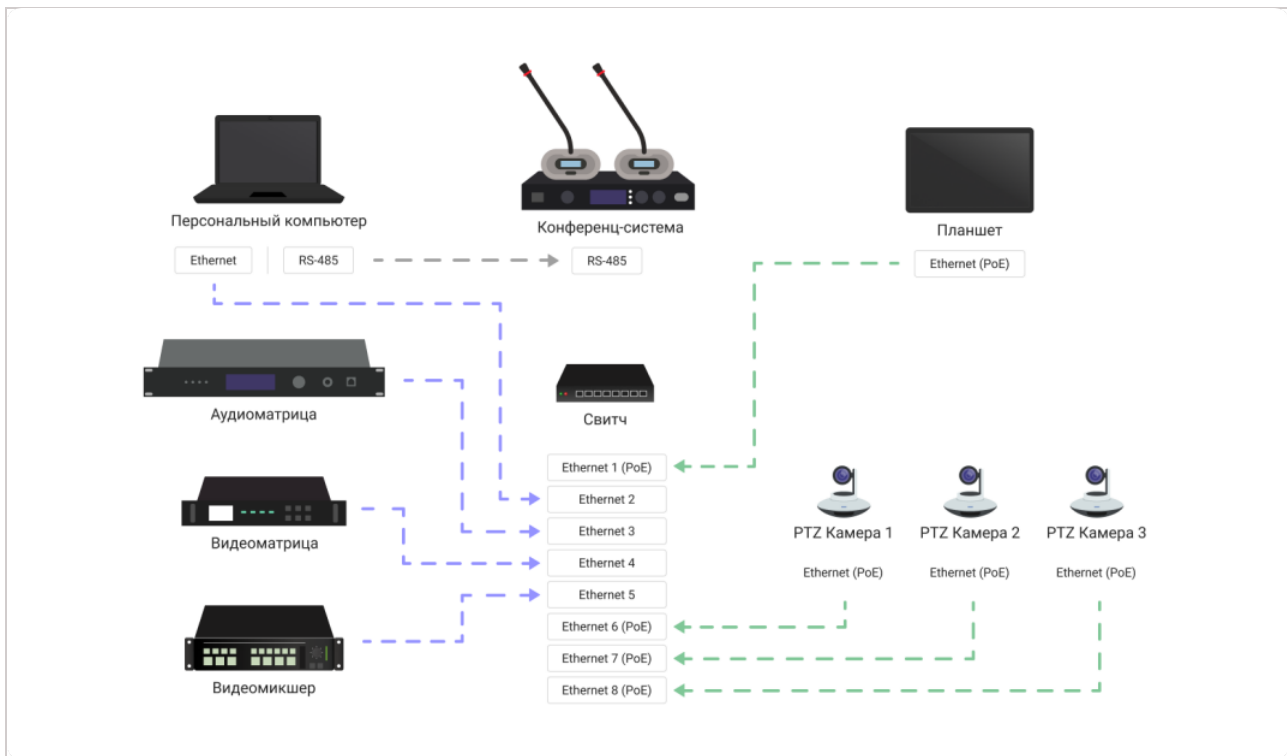 Персональный компьютер
Ethernet
RS-485
Конференц-система
RS-485
Планшет
Ethernet (PoE)
Аудиоматрица
Видеоматрица
Видеомикшер
Свитч
Ethernet 1 (PoE)
Ethernet 2
Ethernet 3
Ethernet 4
Ethernet 5
Ethernet 6 (PoE)
Ethernet 7 (PoE)
Ethernet 8 (PoE)
PTZ Камера 1
Ethernet (PoE)
PTZ Камера 2
Ethernet (PoE)
PTZ Камера 3
Ethernet (PoE)